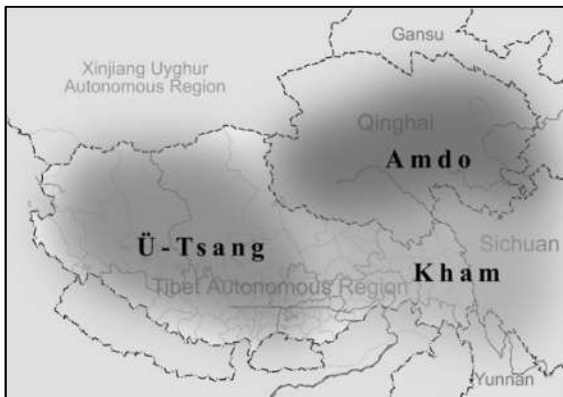 Gansu
Xinjiang Uyghur
Autonomous Region
Qinghai
Amdo
Ü-Tsang
Sichuan
Kham
Tibet Autonomous Region
Yunnan